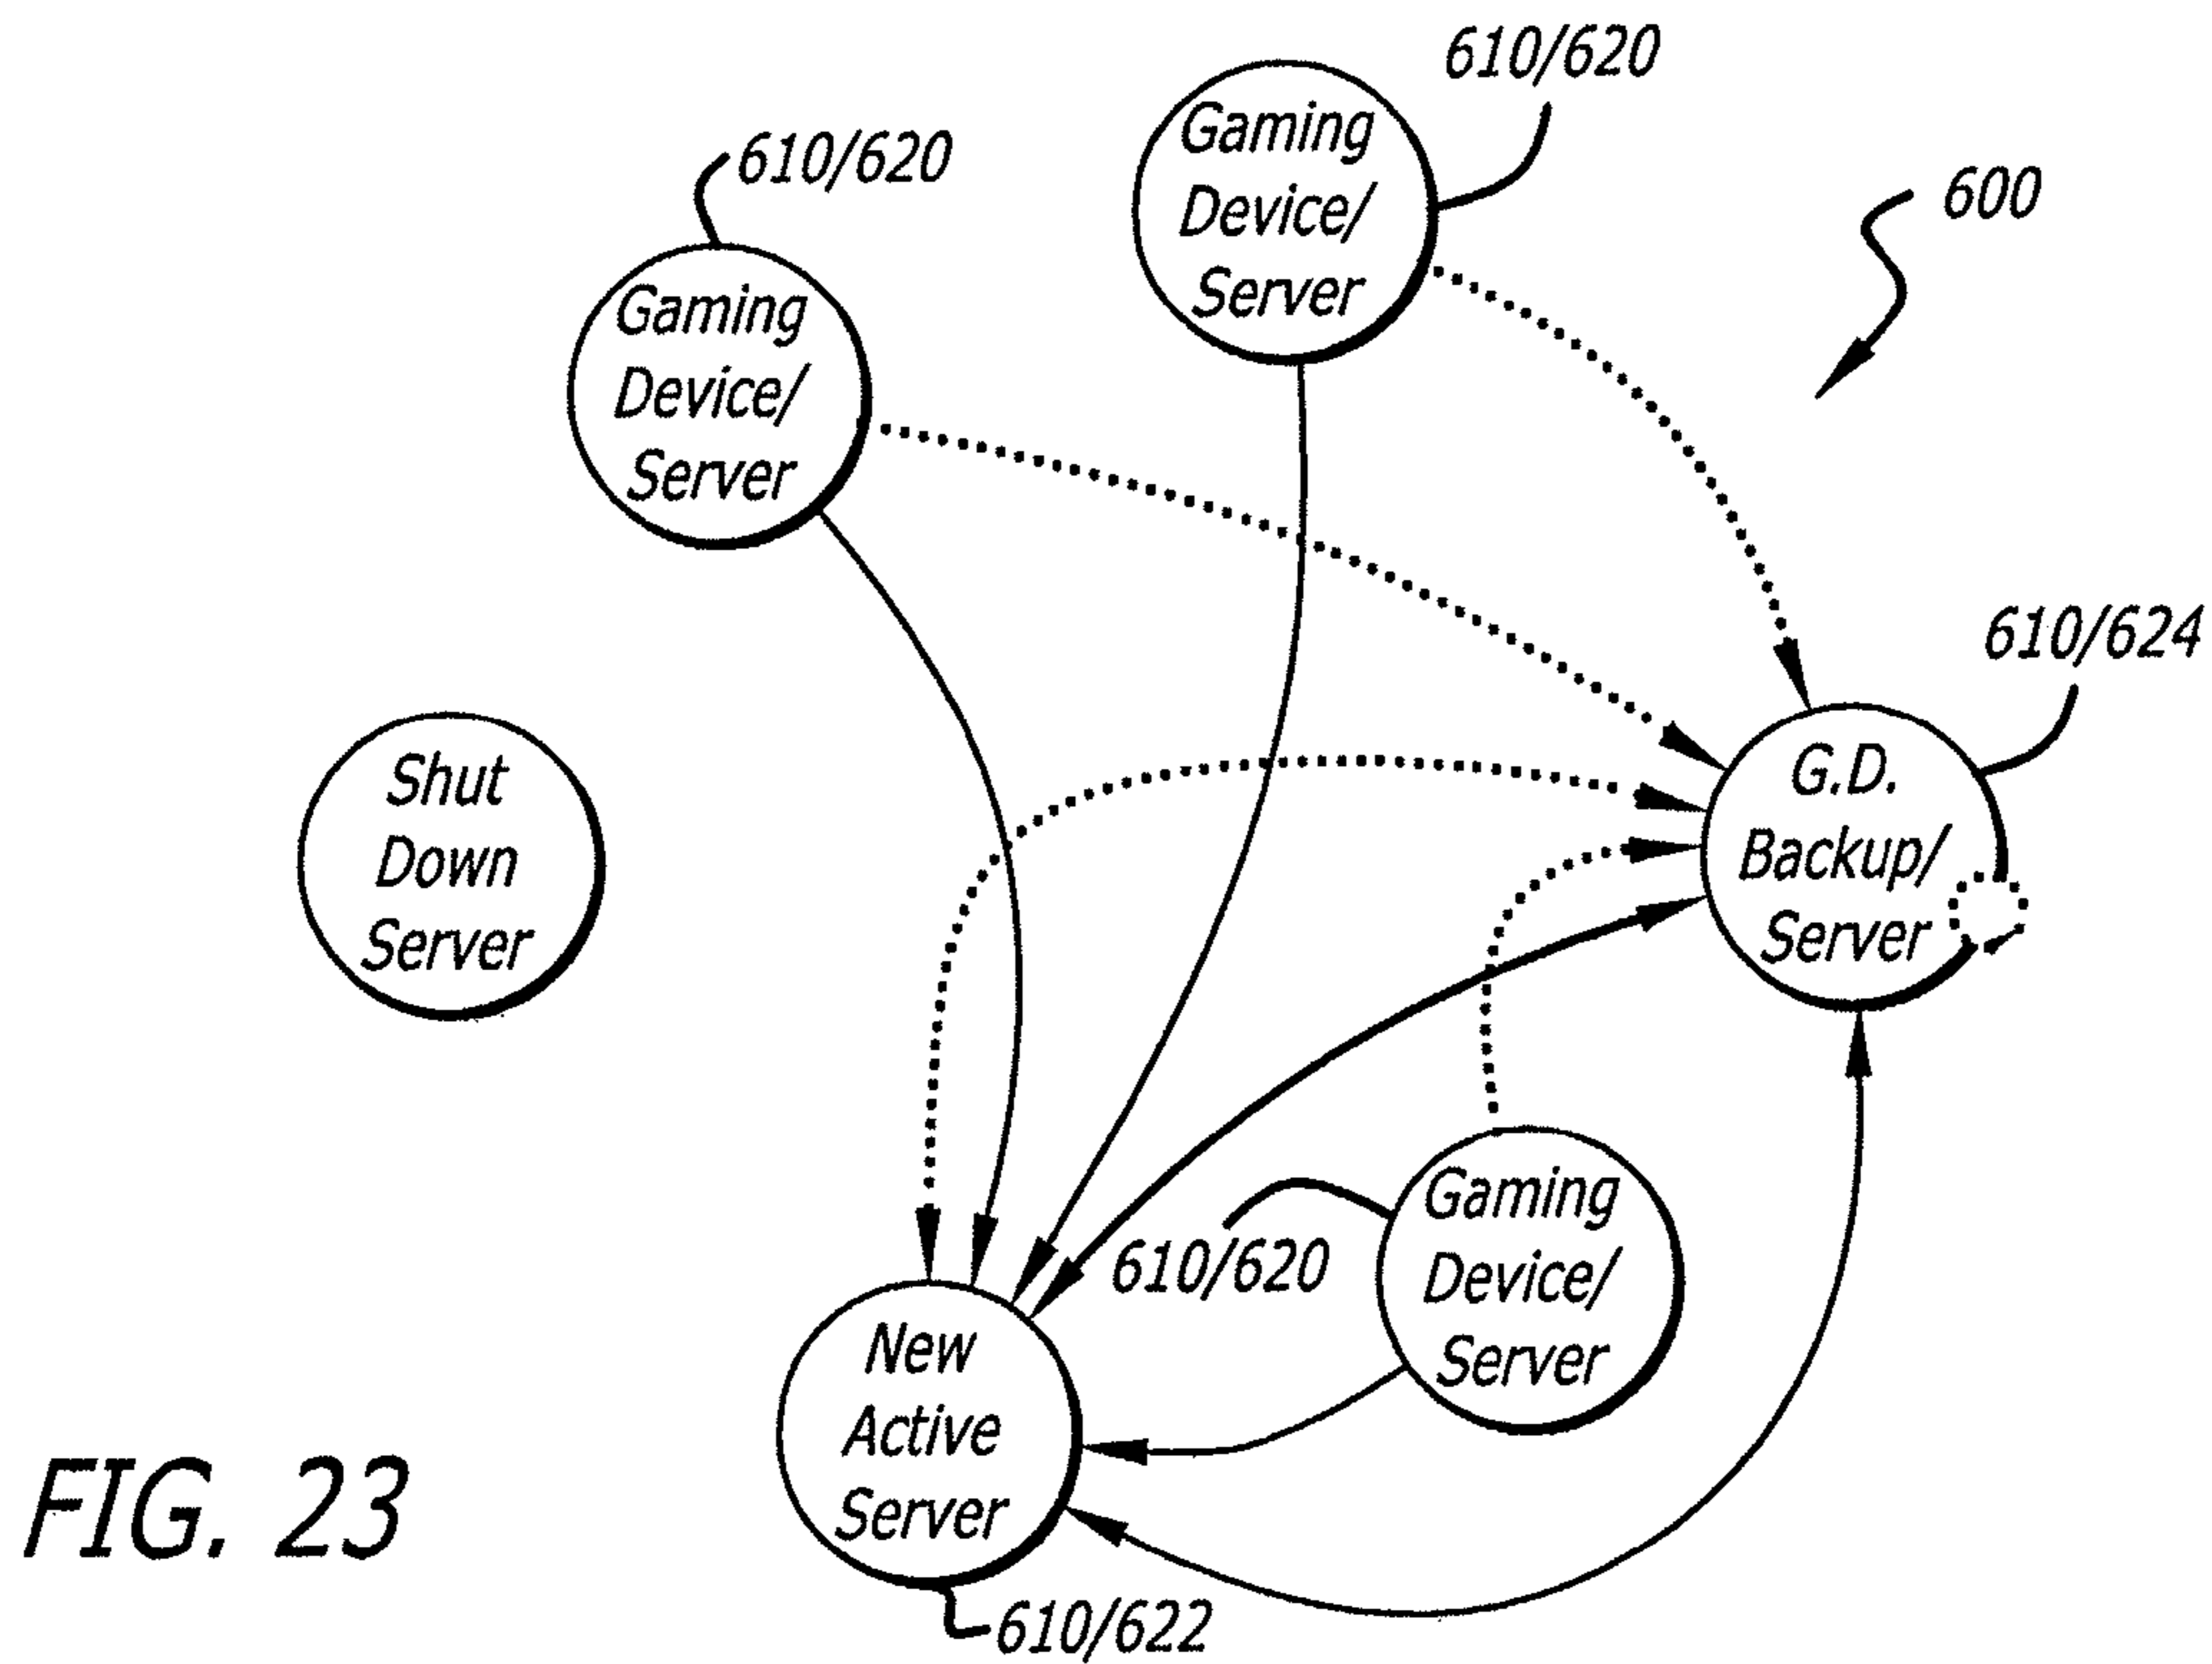 610/620
Gaming
Device/
Server
610/620
Gaming
Device/
Server
600
610/624
G.D.
Backup/
Server
Shut
Down
Server
610/620
Gaming
Device/
Server
New
Active
Server
610/622
FIG. 23